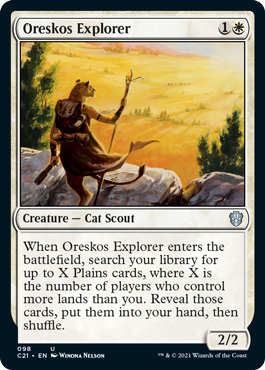 Oreskos Explorer 1
Creature — Cat Scout
When Oreskos Explorer enters the
battlefield, search your library for
up to X Plains cards, where X is
the number of players who control
more lands than you. Reveal those
cards, put them into your hand, then
shuffle.
2/2
098 U
C21 • EN Winona Nelson ™ & © 2021 Wizards of the Coast